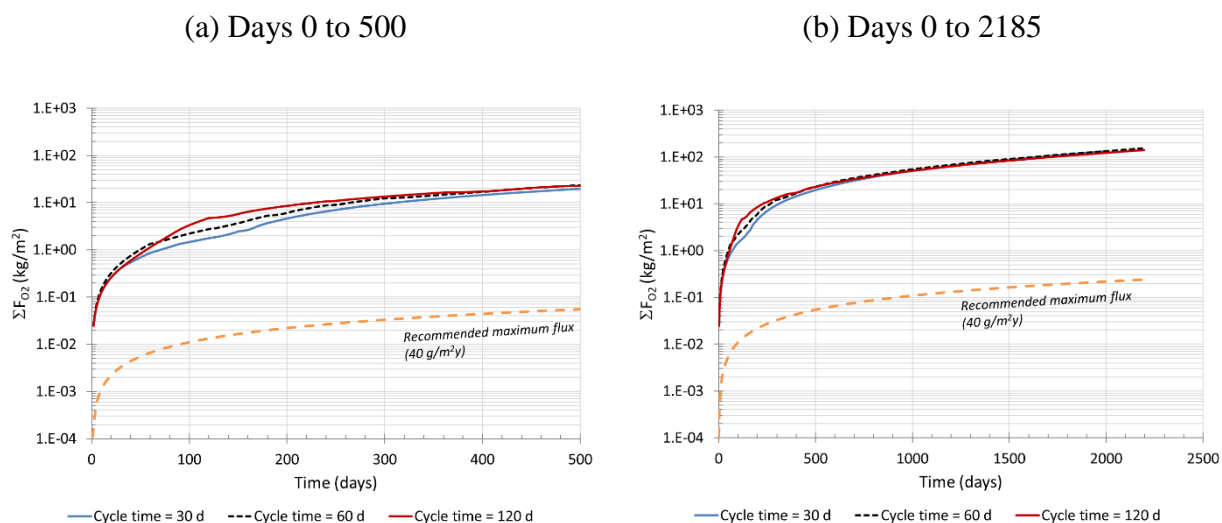 (a) Days 0 to 500
(b) Days 0 to 2185
1.E+03
1.E+02
1.E+01
1.E+00
1.E-01
1.E-02
1.E-03
1.E-04
ΣF_O2 (kg/m²)
Recommended maximum flux
(40 g/m²y)
0 100 200 300 400 500
Time (days)
Cycle time = 30 d Cycle time = 60 d Cycle time = 120 d
1.E+03
1.E+02
1.E+01
1.E+00
1.E-01
1.E-02
1.E-03
1.E-04
ΣF_O2 (kg/m²)
Recommended maximum flux
(40 g/m²y)
0 500 1000 1500 2000 2500
Time (days)
Cycle time = 30 d Cycle time = 60 d Cycle time = 120 d